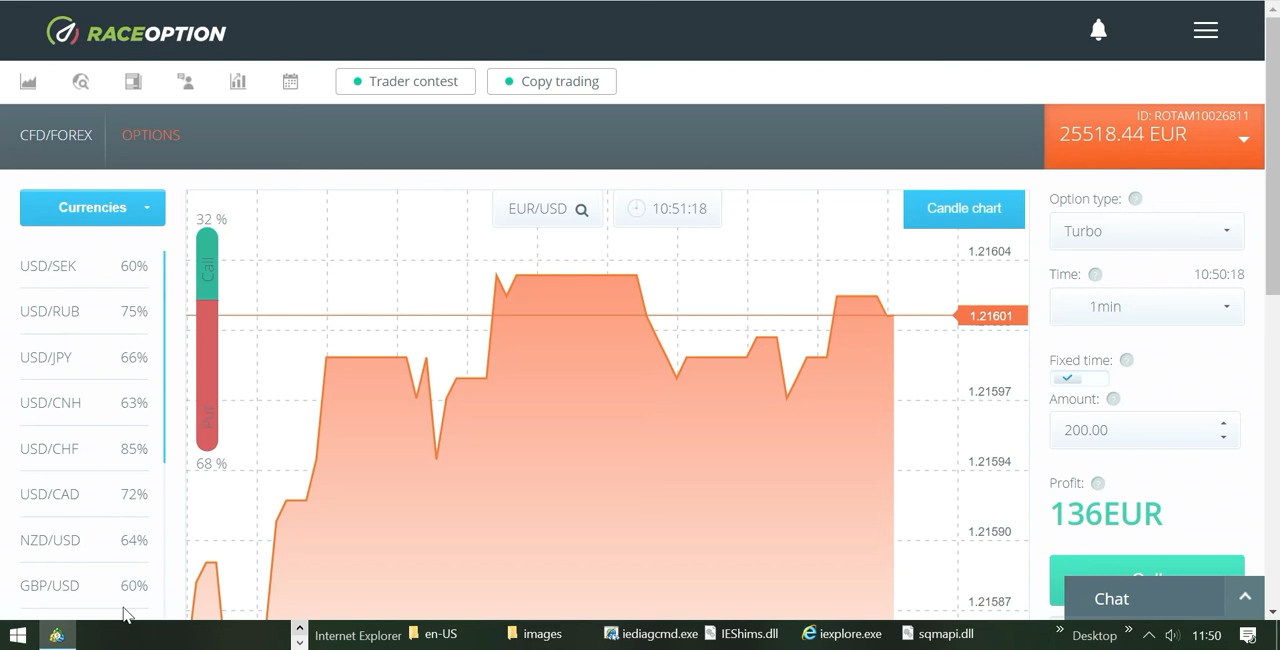 RACEOPTION
Trader contest
Copy trading
CFD/FOREX
OPTIONS
ID: ROTAM10026811
25518.44 EUR
Currencies
USD/SEK 60%
USD/RUB 75%
USD/JPY 66%
USD/CNH 63%
USD/CHF 85%
USD/CAD 72%
NZD/USD 64%
GBP/USD 60%
32 %
Call
Put
68 %
EUR/USD
10:51:18
Candle chart
1.21604
1.21601
1.21597
1.21594
1.21590
1.21587
Option type:
Turbo
Time: 10:50:18
1min
Fixed time:
Amount:
200.00
Profit:
136EUR
Chat
Internet Explorer
en-US
images
iediagcmd.exe
IEShims.dll
iexplore.exe
sqmapi.dll
Desktop
11:50